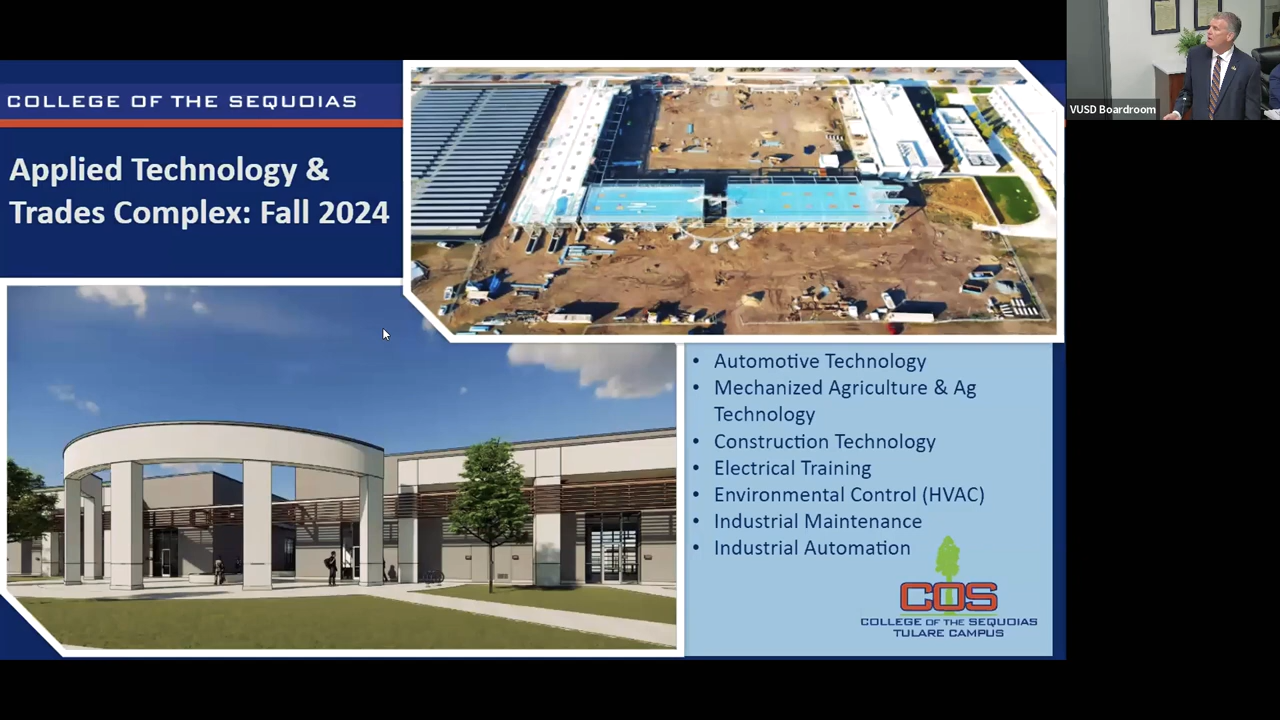 COLLEGE OF THE SEQUOIAS
Applied Technology &
Trades Complex: Fall 2024
• Automotive Technology
• Mechanized Agriculture & Ag
Technology
• Construction Technology
• Electrical Training
• Environmental Control (HVAC)
• Industrial Maintenance
• Industrial Automation
COS
COLLEGE OF THE SEQUOIAS
TULARE CAMPUS
VUSD Boardroom